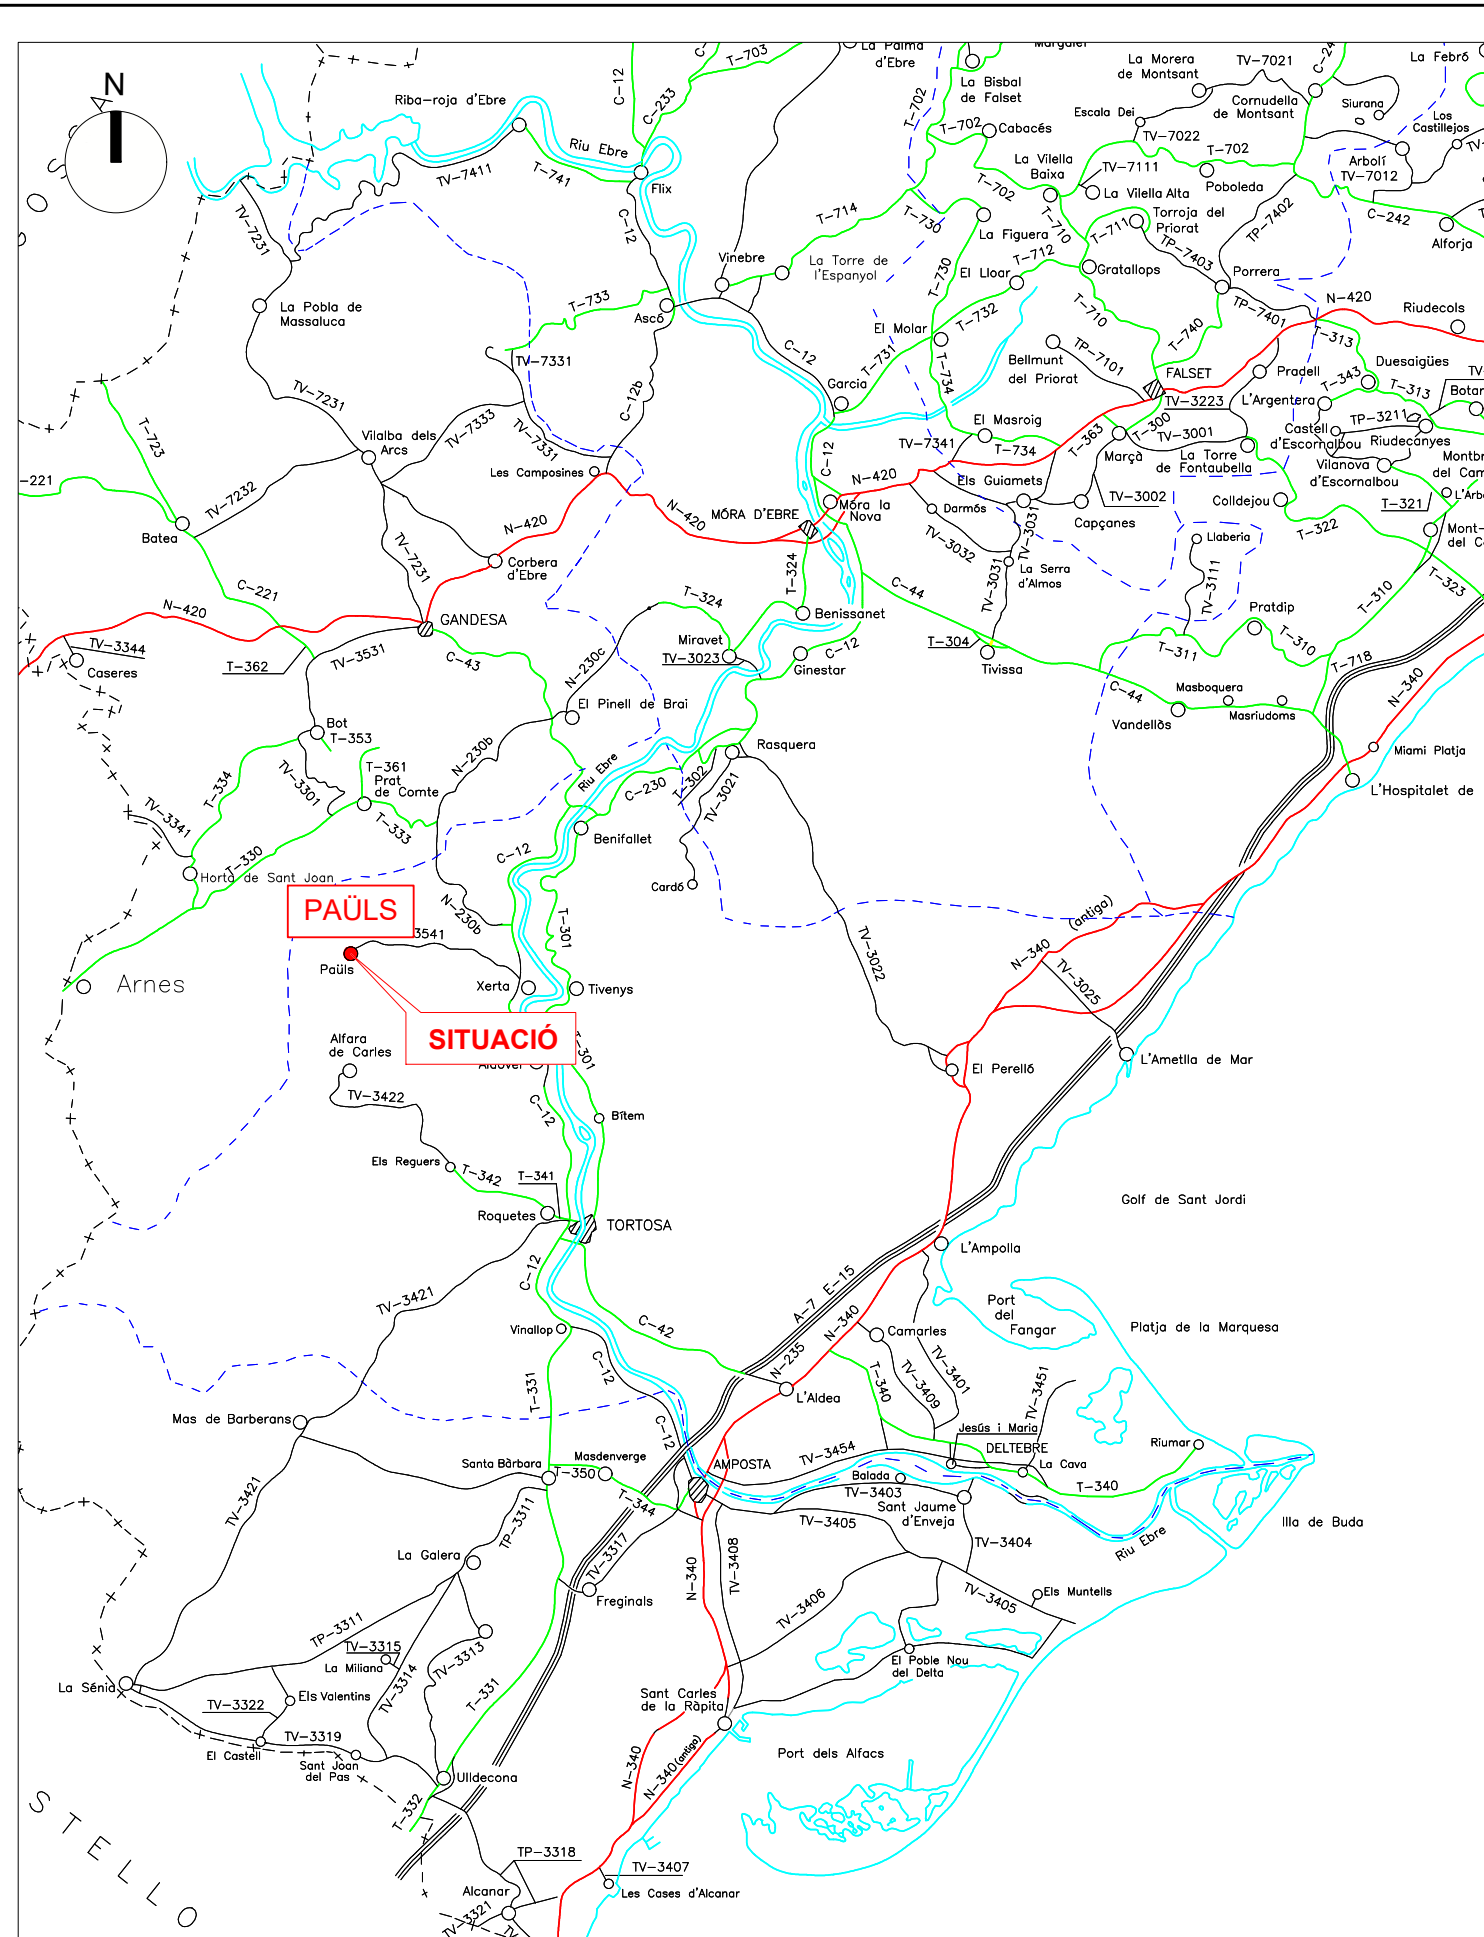 N
C-12
T-703
C-233
La Palma
d'Ebre
T-702
La Bisbal
de Falset
La Morera
de Montsant
TV-7021
C-24
La Febró
Riba-roja d'Ebre
Riu Ebre
TV-7411
T-741
Flix
T-702
Cabacés
Escala Dei
Cornudella
de Montsant
Siurana
Los
Castillejos
TV-7022
T-702
Arbolí
TV-7012
La Vilella
Baixa
TV-7111
La Vilella Alta
Poboleda
TV-7231
C-12
T-714
T-730
T-702
La Figuera
T-710
T-711
Torroja del
Priorat
TV-7402
C-242
Alforja
Vinebre
La Torre de
l'Espanyol
T-730
El Lloar
T-712
Gratallops
TP-7403
Porrera
La Pobla de
Massaluca
T-733
Ascó
T-732
T-710
T-740
TP-7401
N-420
Riudecols
El Molar
T-731
Bellmunt
del Priorat
TP-7101
T-313
Duesaigües
TV-7331
C-12b
C-12
Garcia
T-734
FALSET
Pradell
T-343
T-313
TV-7231
TV-7333
TV-7331
TV-3223
L'Argentera
TP-3211
T-723
Vilalba dels
Arcs
El Masroig
T-363
T-300
TV-3001
Castell
d'Escornalbou
Riudecanyes
Les Camposines
C-12
TV-7341
T-734
Marçà
La Torre
de Fontaubella
Vilanova
d'Escornalbou
-221
TV-7232
N-420
Els Guiamets
TV-3002
Colldejou
T-321
Batea
N-420
N-420
MÓRA D'EBRE
Móra la
Nova
Darmós
TV-3031
Capçanes
T-322
TV-7231
Corbera
d'Ebre
TV-3032
Llaberia
T-324
C-44
TV-3031
La Serra
d'Almos
TV-3111
T-323
C-221
N-420
GANDESA
T-324
Benissanet
T-310
Pratdip
TV-3344
Caseres
T-362
TV-3531
C-43
N-230c
Miravet
TV-3023
C-12
Ginestar
T-304
Tivissa
T-311
T-310
T-718
C-44
Masboquera
Masriudoms
N-340
Bot
T-353
El Pinell de Brai
Vandellòs
T-361
Prat
de Comte
N-230b
Riu Ebre
Rasquera
Miami Platja
T-334
TV-3301
T-333
C-230
T-302
TV-3021
L'Hospitalet de
TV-3341
Benifallet
T-330
Horta de Sant Joan
C-12
Cardó
PAÜLS
N-230b
T-301
(antiga)
3541
N-340
TV-3022
Paüls
Arnes
Xerta
Tivenys
TV-3025
SITUACIÓ
Alfara
de Carles
T-301
L'Ametlla de Mar
El Perelló
TV-3422
C-12
Bítem
Els Reguers
T-342
T-341
Golf de Sant Jordi
Roquetes
TORTOSA
L'Ampolla
C-12
TV-3421
A-7 E-15
Port
del
Fangar
Vinallop
C-42
N-340
Camarles
Platja de la Marquesa
C-12
N-235
T-331
L'Aldea
T-340
TV-3409
TV-3401
TV-3451
Mas de Barberans
C-12
Jesús i Maria
DELTEBRE
Riumar
Santa Bàrbara
Masdenverge
T-350
AMPOSTA
TV-3454
Balada
La Cava
TV-3421
TP-3311
T-344
TV-3403
Sant Jaume
d'Enveja
T-340
TV-3405
Illa de Buda
La Galera
TV-3317
N-340
TV-3408
TV-3404
Riu Ebre
Freginals
TV-3406
TV-3405
Els Muntells
TP-3311
TV-3315
La Miliana
TV-3313
TV-3314
El Poble Nou
del Delta
La Sénia
Els Valentins
TV-3322
T-331
Sant Carles
de la Ràpita
El Castell
TV-3319
Sant Joan
del Pas
N-340
N-340(antiga)
Port dels Alfacs
Ulldecona
T-332
S T E L L O
TP-3318
TV-3407
Alcanar
Les Cases d'Alcanar
TV-3321